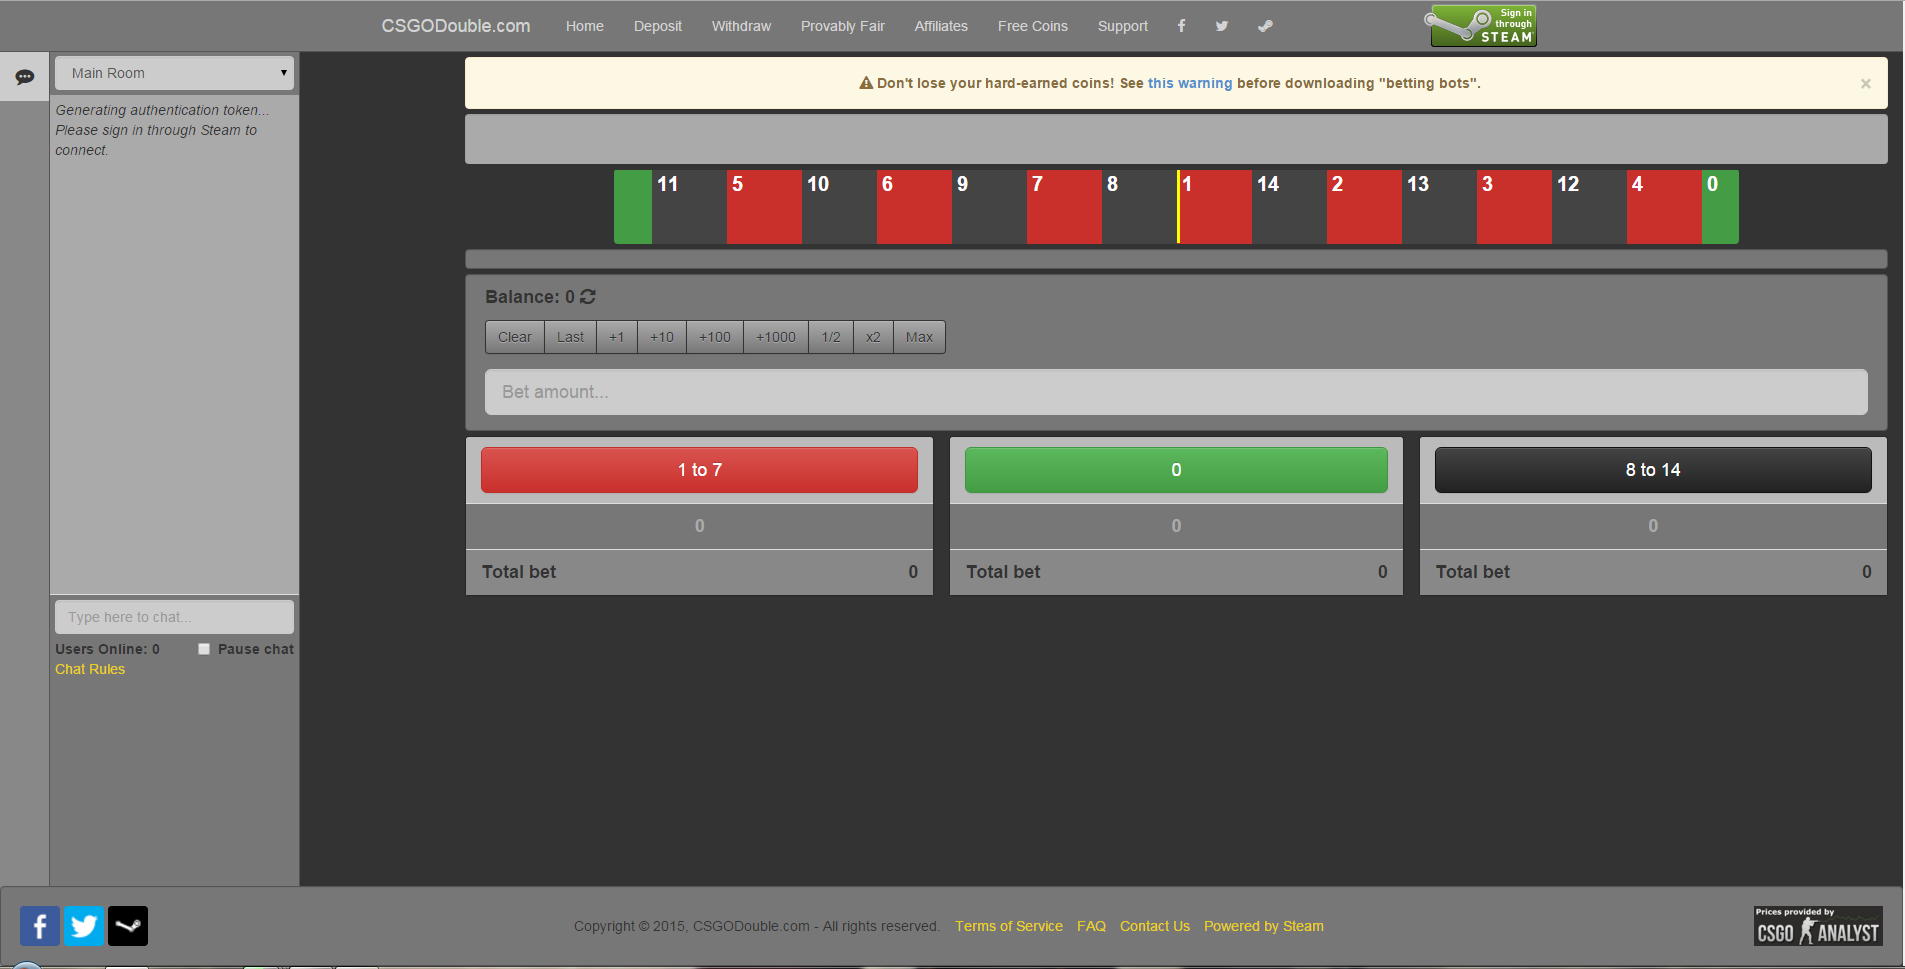 CSGODouble.com Home Deposit Withdraw Provably Fair Affiliates Free Coins Support
Sign in
through
STEAM
Main Room
Generating authentication token...
Please sign in through Steam to
connect.
Don't lose your hard-earned coins! See this warning before downloading "betting bots". ×
11 5 10 6 9 7 8 1 14 2 13 3 12 4 0
Balance: 0
Clear Last +1 +10 +100 +1000 1/2 x2 Max
Bet amount...
1 to 7 0 8 to 14
0 0 0
Total bet 0 Total bet 0 Total bet 0
Type here to chat...
Users Online: 0 Pause chat
Chat Rules
Copyright © 2015, CSGODouble.com - All rights reserved. Terms of Service FAQ Contact Us Powered by Steam
Prices provided by
CSGO ANALYST